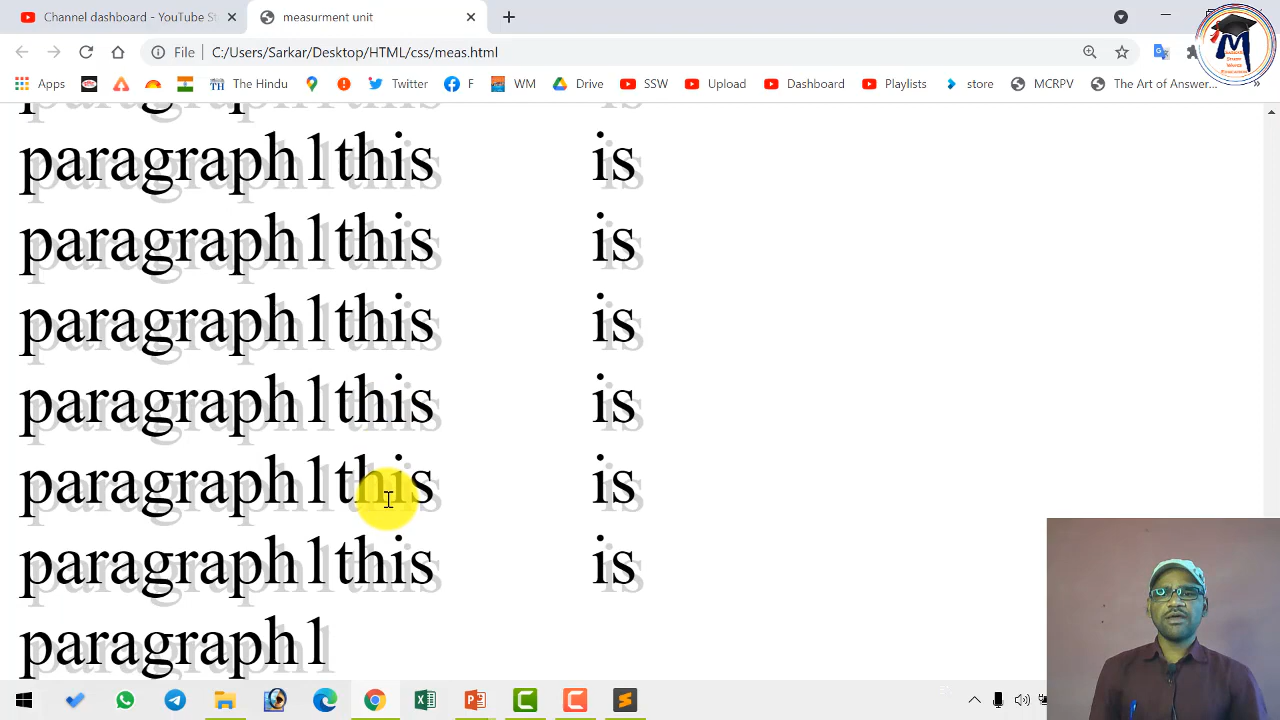 Channel dashboard - YouTube St
measurment unit
File
C:/Users/Sarkar/Desktop/HTML/css/meas.html
Apps
The Hindu
Twitter
F
WM
Drive
SSW
Upload
Dashboard
Playlists
store
MCRPV
The Art of Answer...
»
paragraph1this is
paragraph1this is
paragraph1this is
paragraph1this is
paragraph1this is
paragraph1this is
paragraph1